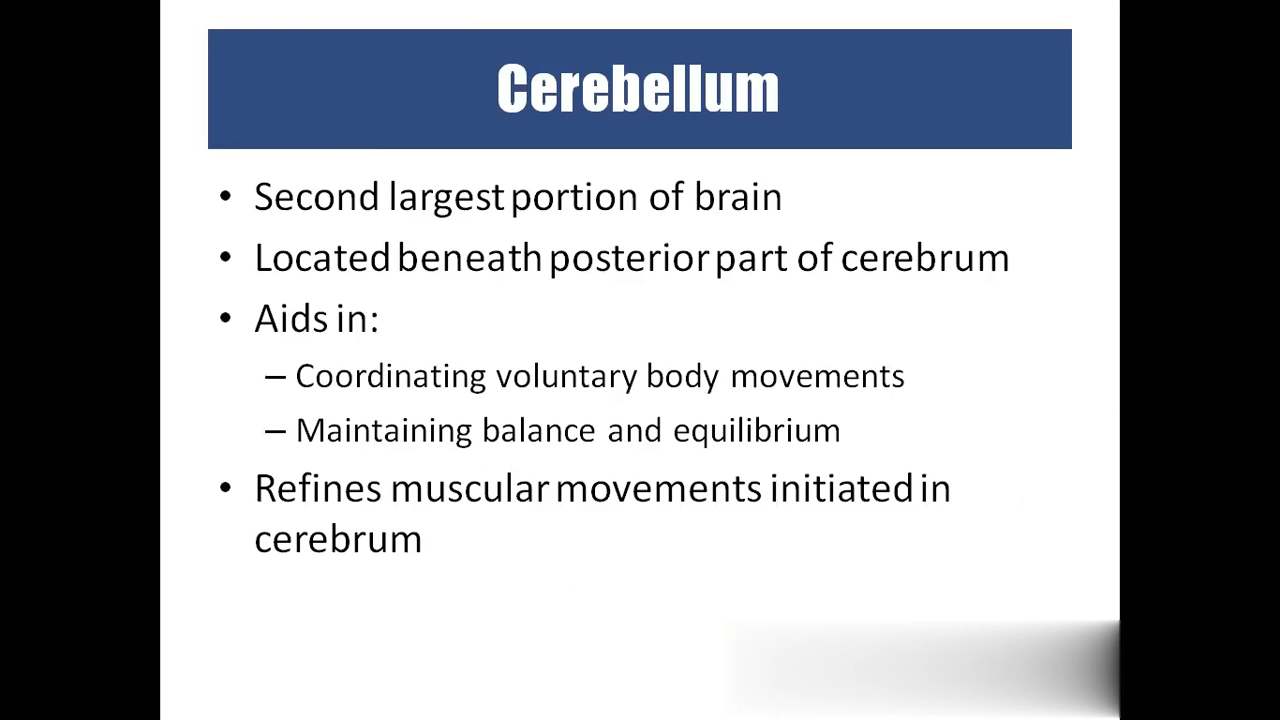 Cerebellum
• Second largest portion of brain
• Located beneath posterior part of cerebrum
• Aids in:
– Coordinating voluntary body movements
– Maintaining balance and equilibrium
• Refines muscular movements initiated in
cerebrum